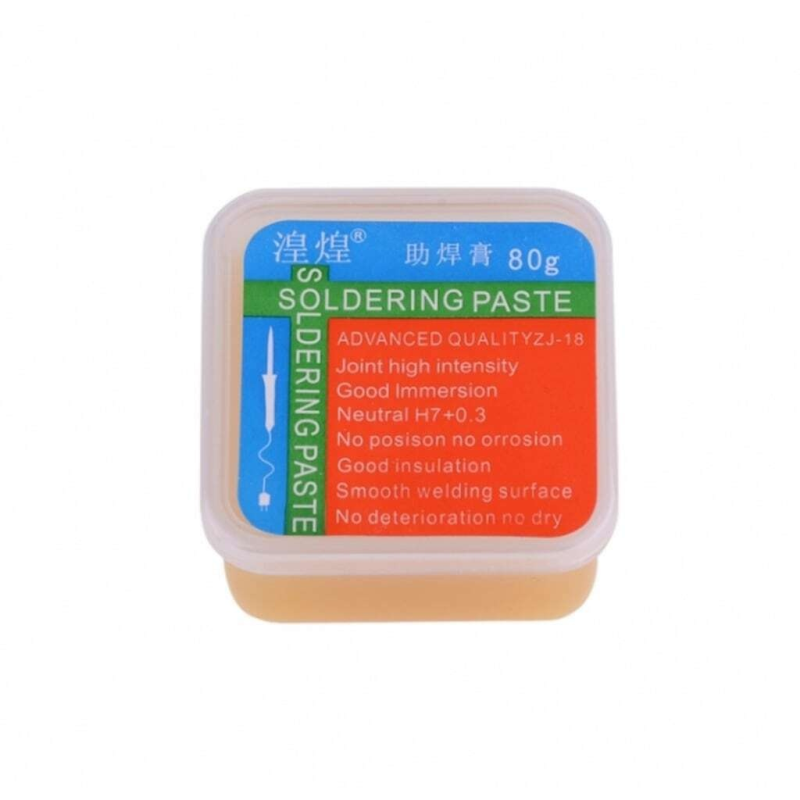 湟煌® 助焊膏 80g
SOLDERING PASTE
SOLDERING PASTE
ADVANCED QUALITYZJ-18
Joint high intensity
Good Immersion
Neutral H7+0.3
No posison no orrosion
Good insulation
Smooth welding surface
No deterioration no dry